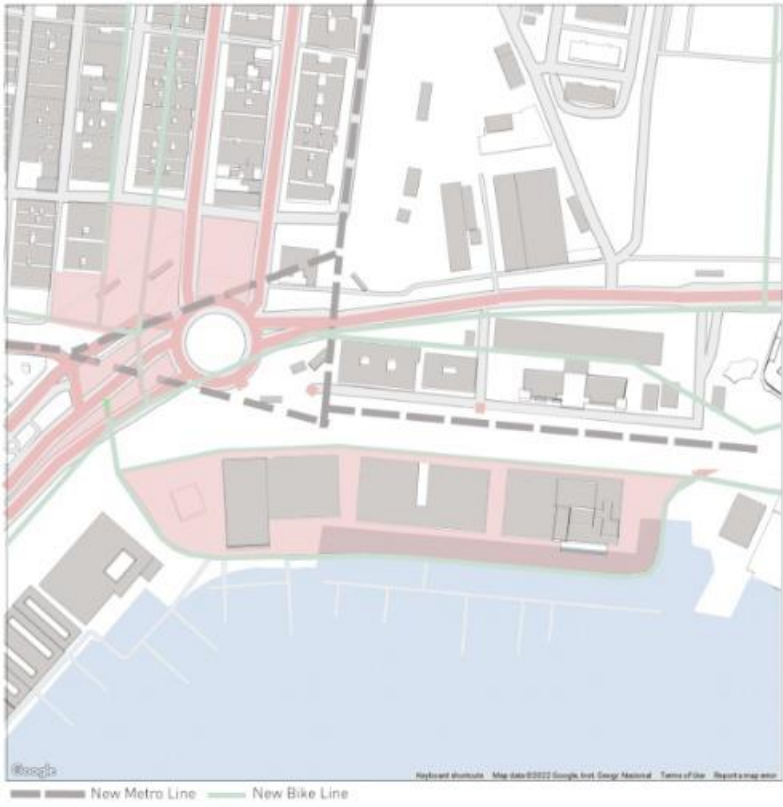 Google
Keyboard shortcuts Map data ©2022 Google, Inst. Geogr. Nacional Terms of Use Report a map error
New Metro Line New Bike Line